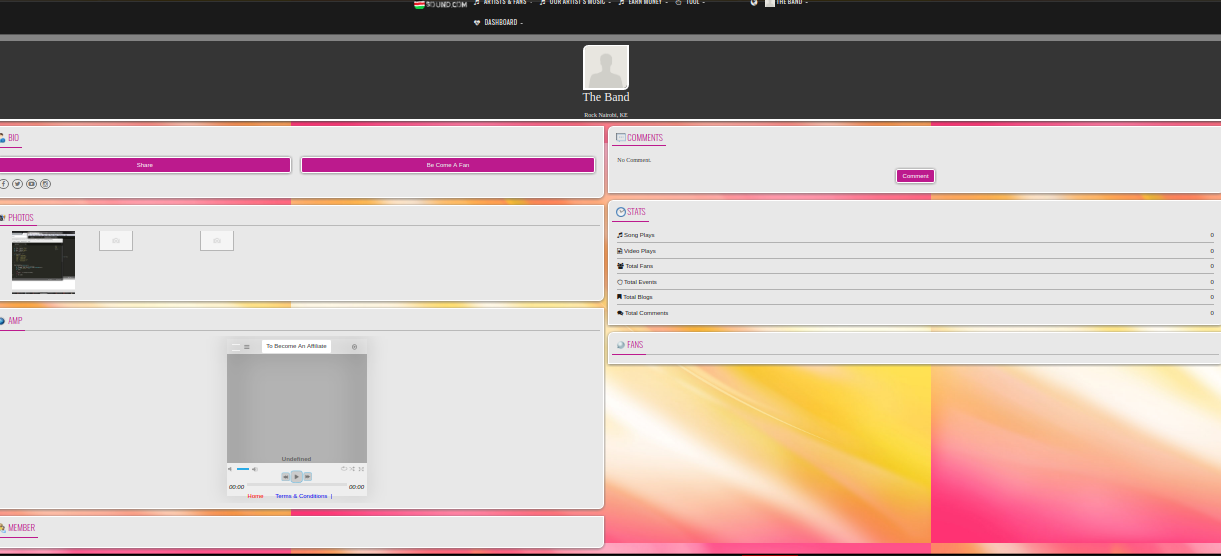 SOUND.COM ARTISTS & FANS - OUR ARTIST'S MUSIC - EARN MONEY - TOOL - THE BAND -
DASHBOARD -
The Band
Rock Nairobi, KE
BIO
Share Be Come A Fan
PHOTOS
AMP
To Become An Affiliate
Undefined
00:00 00:00
Home Terms & Conditions |
MEMBER
COMMENTS
No Comment.
Comment
STATS
Song Plays 0
Video Plays 0
Total Fans 0
Total Events 0
Total Blogs 0
Total Comments 0
FANS